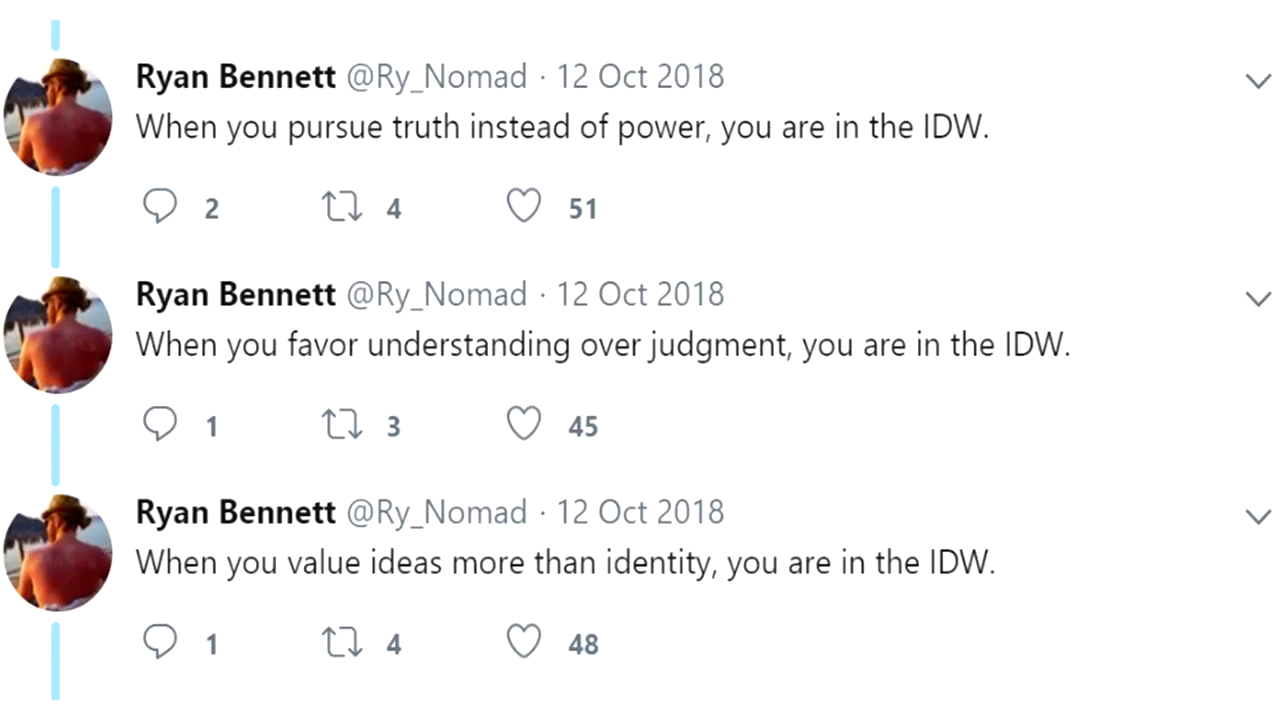 Ryan Bennett @Ry_Nomad · 12 Oct 2018
When you pursue truth instead of power, you are in the IDW.
2 4 51
Ryan Bennett @Ry_Nomad · 12 Oct 2018
When you favor understanding over judgment, you are in the IDW.
1 3 45
Ryan Bennett @Ry_Nomad · 12 Oct 2018
When you value ideas more than identity, you are in the IDW.
1 4 48